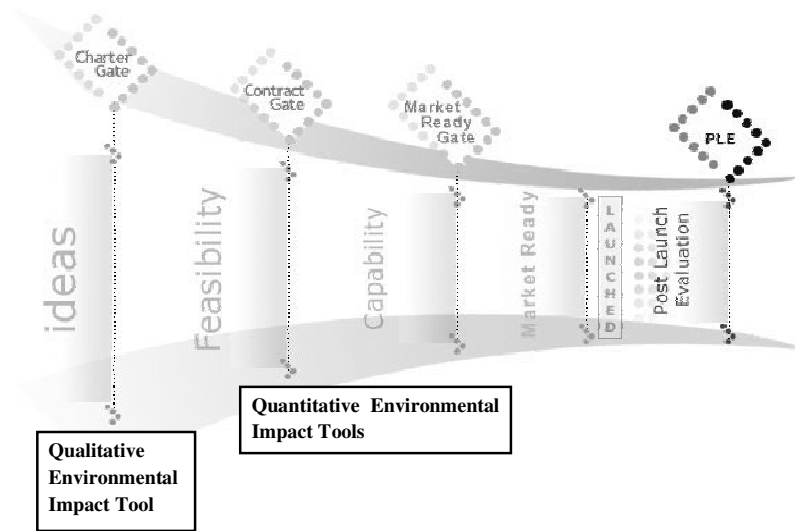 Charter
Gate
Contract
Gate
Market
Ready
Gate
PLE
ideas
Feasibility
Capability
Market Ready
LAUNCHED
Post Launch
Evaluation
Quantitative Environmental
Impact Tools
Qualitative
Environmental
Impact Tool